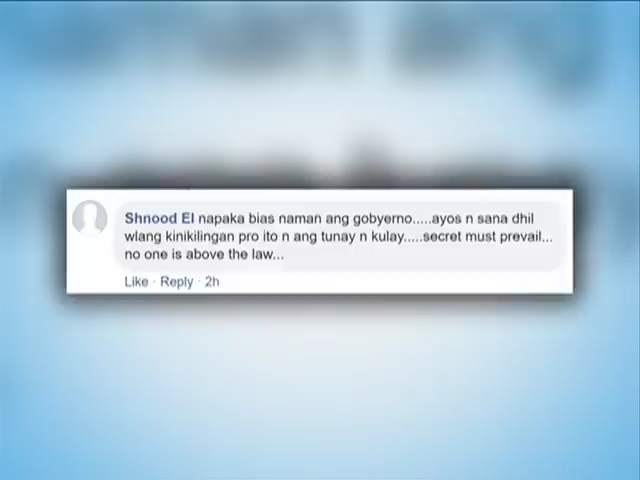 Shnood El napaka bias naman ang gobyerno.....ayos n sana dhil
wlang kinikilingan pro ito n ang tunay n kulay.....secret must prevail...
no one is above the law...
Like · Reply · 2h